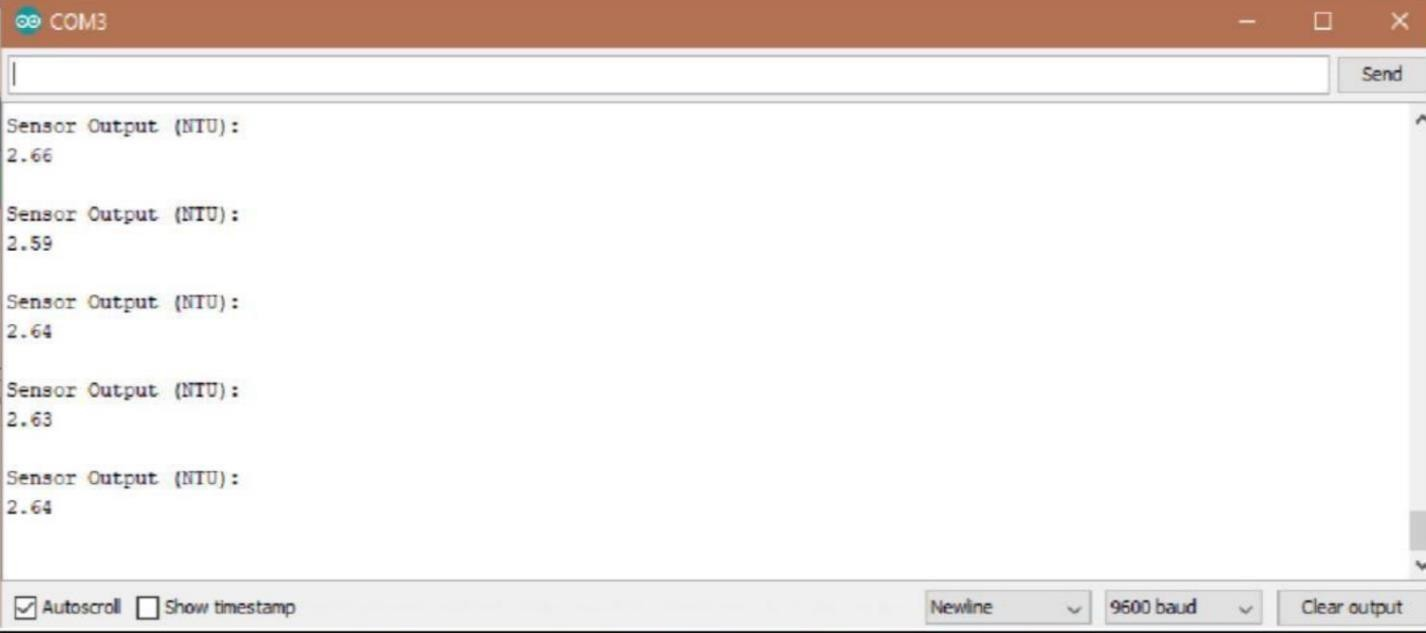 COM3
Send
Sensor Output (NTU):
2.66
Sensor Output (NTU):
2.59
Sensor Output (NTU):
2.64
Sensor Output (NTU):
2.63
Sensor Output (NTU):
2.64
Autoscroll Show timestamp Newline 9600 baud Clear output